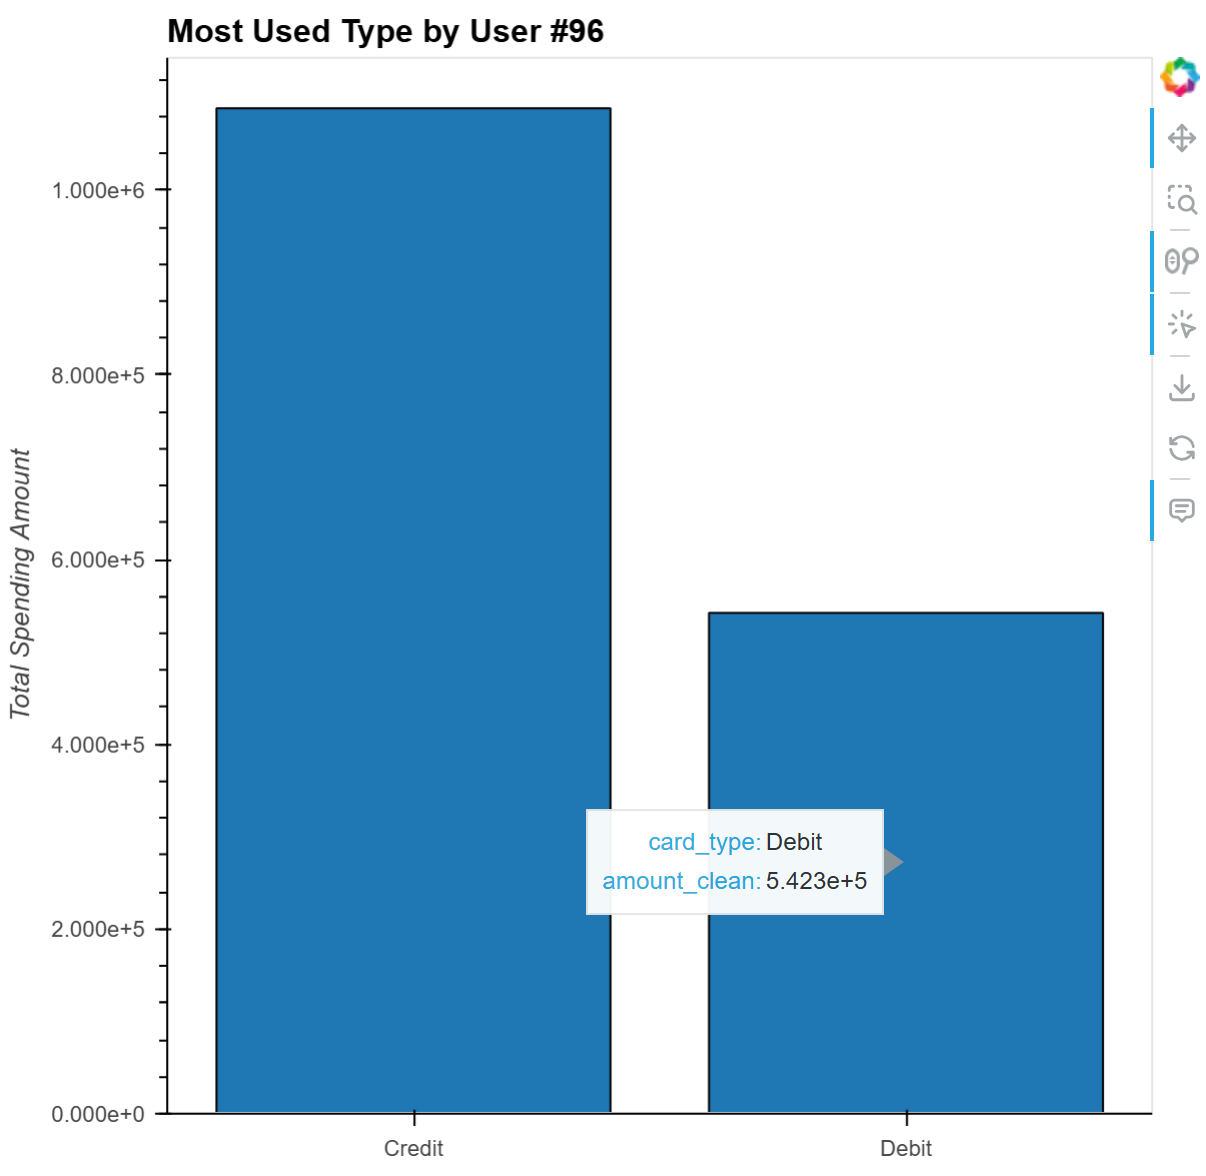 Most Used Type by User #96
Total Spending Amount
1.000e+6
8.000e+5
6.000e+5
4.000e+5
2.000e+5
0.000e+0
card_type: Debit
amount_clean: 5.423e+5
Credit
Debit